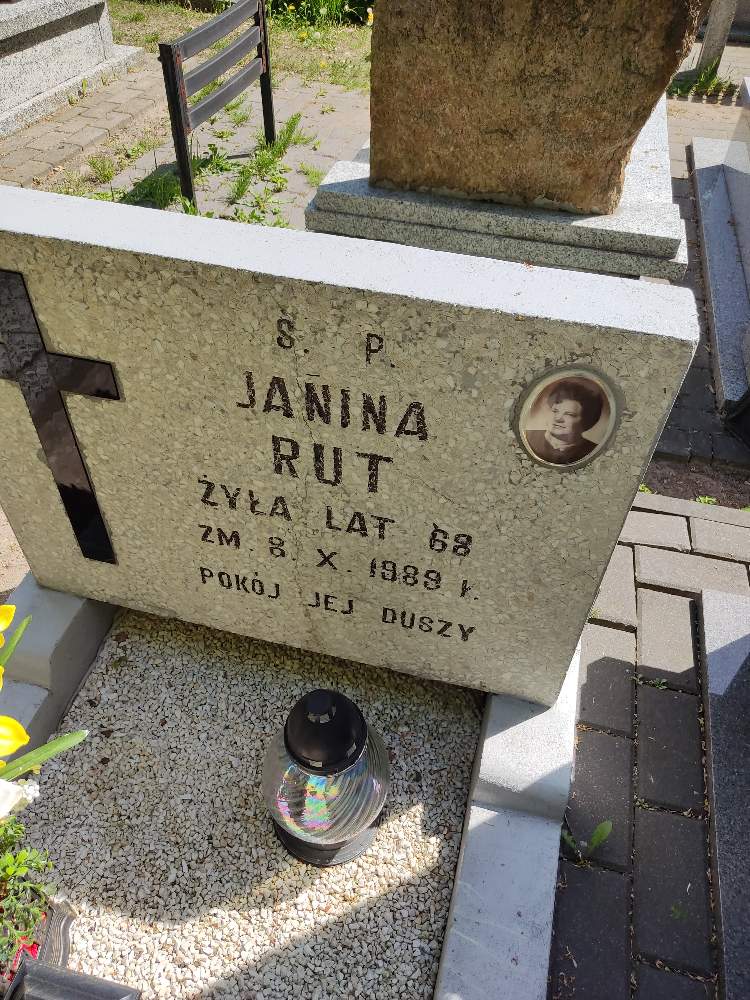 Ś. P.
JANINA
RUT
ŻYŁA LAT 68
ZM. 8. X. 1989 r.
POKÓJ JEJ DUSZY